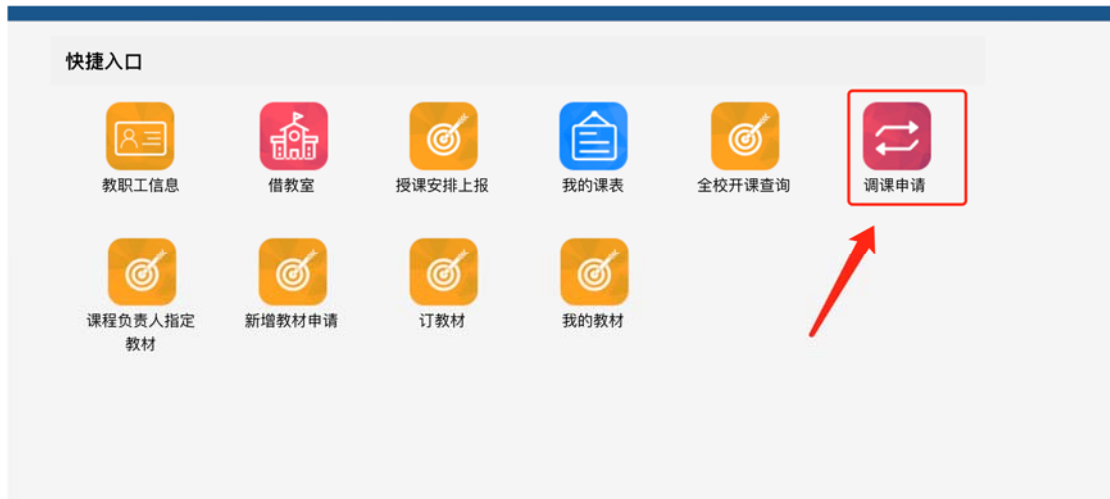 快捷入口
教职工信息
借教室
授课安排上报
我的课表
全校开课查询
调课申请
课程负责人指定
教材
新增教材申请
订教材
我的教材